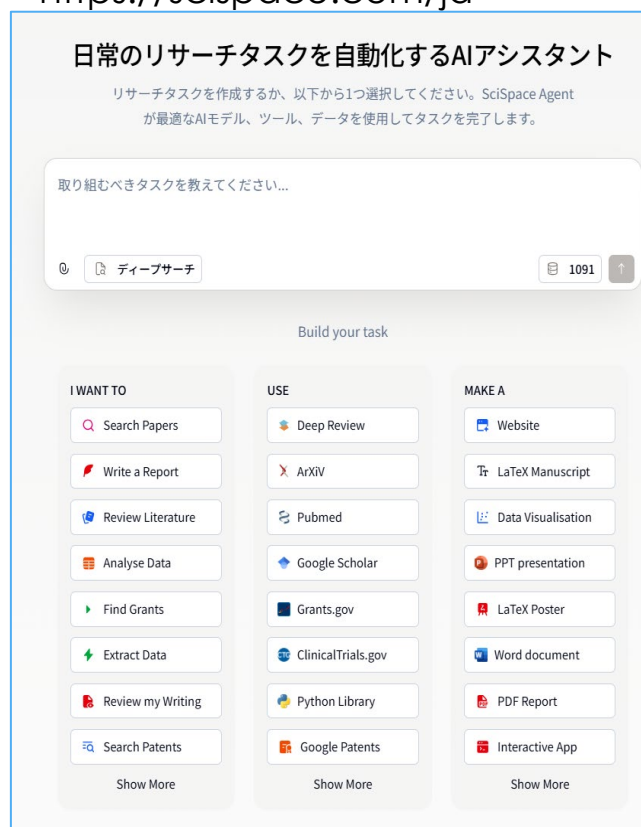 https://scispace.com/ja
日常のリサーチタスクを自動化するAIアシスタント
リサーチタスクを作成するか、以下から1つ選択してください。SciSpace Agent
が最適なAIモデル、ツール、データを使用してタスクを完了します。
取り組むべきタスクを教えてください...
ディープサーチ
1091
Build your task
I WANT TO
Search Papers
Write a Report
Review Literature
Analyse Data
Find Grants
Extract Data
Review my Writing
Search Patents
Show More
USE
Deep Review
ArXiV
Pubmed
Google Scholar
Grants.gov
ClinicalTrials.gov
Python Library
Google Patents
Show More
MAKE A
Website
LaTeX Manuscript
Data Visualisation
PPT presentation
LaTeX Poster
Word document
PDF Report
Interactive App
Show More